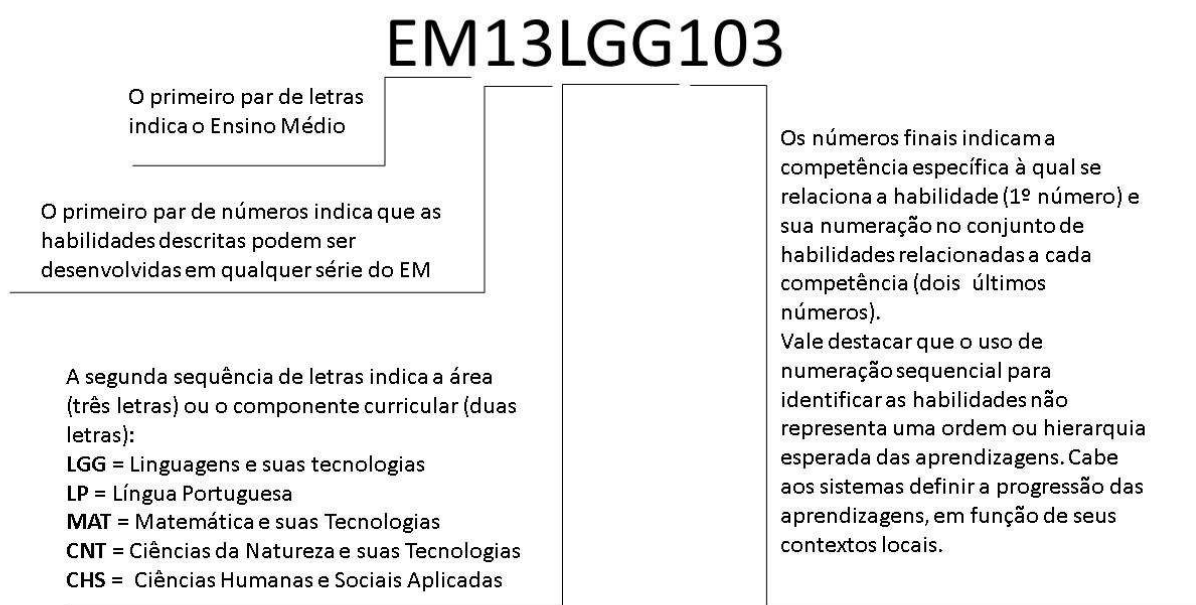 EM13LGG103
O primeiro par de letras
indica o Ensino Médio
O primeiro par de números indica que as
habilidades descritas podem ser
desenvolvidas em qualquer série do EM
A segunda sequência de letras indica a área
(três letras) ou o componente curricular (duas
letras):
LGG = Linguagens e suas tecnologias
LP = Língua Portuguesa
MAT = Matemática e suas Tecnologias
CNT = Ciências da Natureza e suas Tecnologias
CHS = Ciências Humanas e Sociais Aplicadas
Os números finais indicam a
competência específica à qual se
relaciona a habilidade (1º número) e
sua numeração no conjunto de
habilidades relacionadas a cada
competência (dois últimos
números).
Vale destacar que o uso de
numeração sequencial para
identificar as habilidades não
representa uma ordem ou hierarquia
esperada das aprendizagens. Cabe
aos sistemas definir a progressão das
aprendizagens, em função de seus
contextos locais.